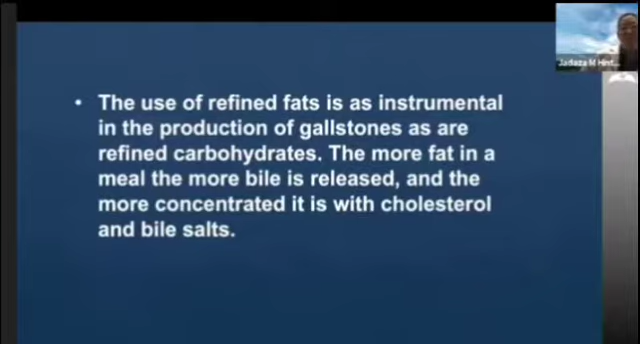 Jadaza M Hint...
• The use of refined fats is as instrumental
in the production of gallstones as are
refined carbohydrates. The more fat in a
meal the more bile is released, and the
more concentrated it is with cholesterol
and bile salts.